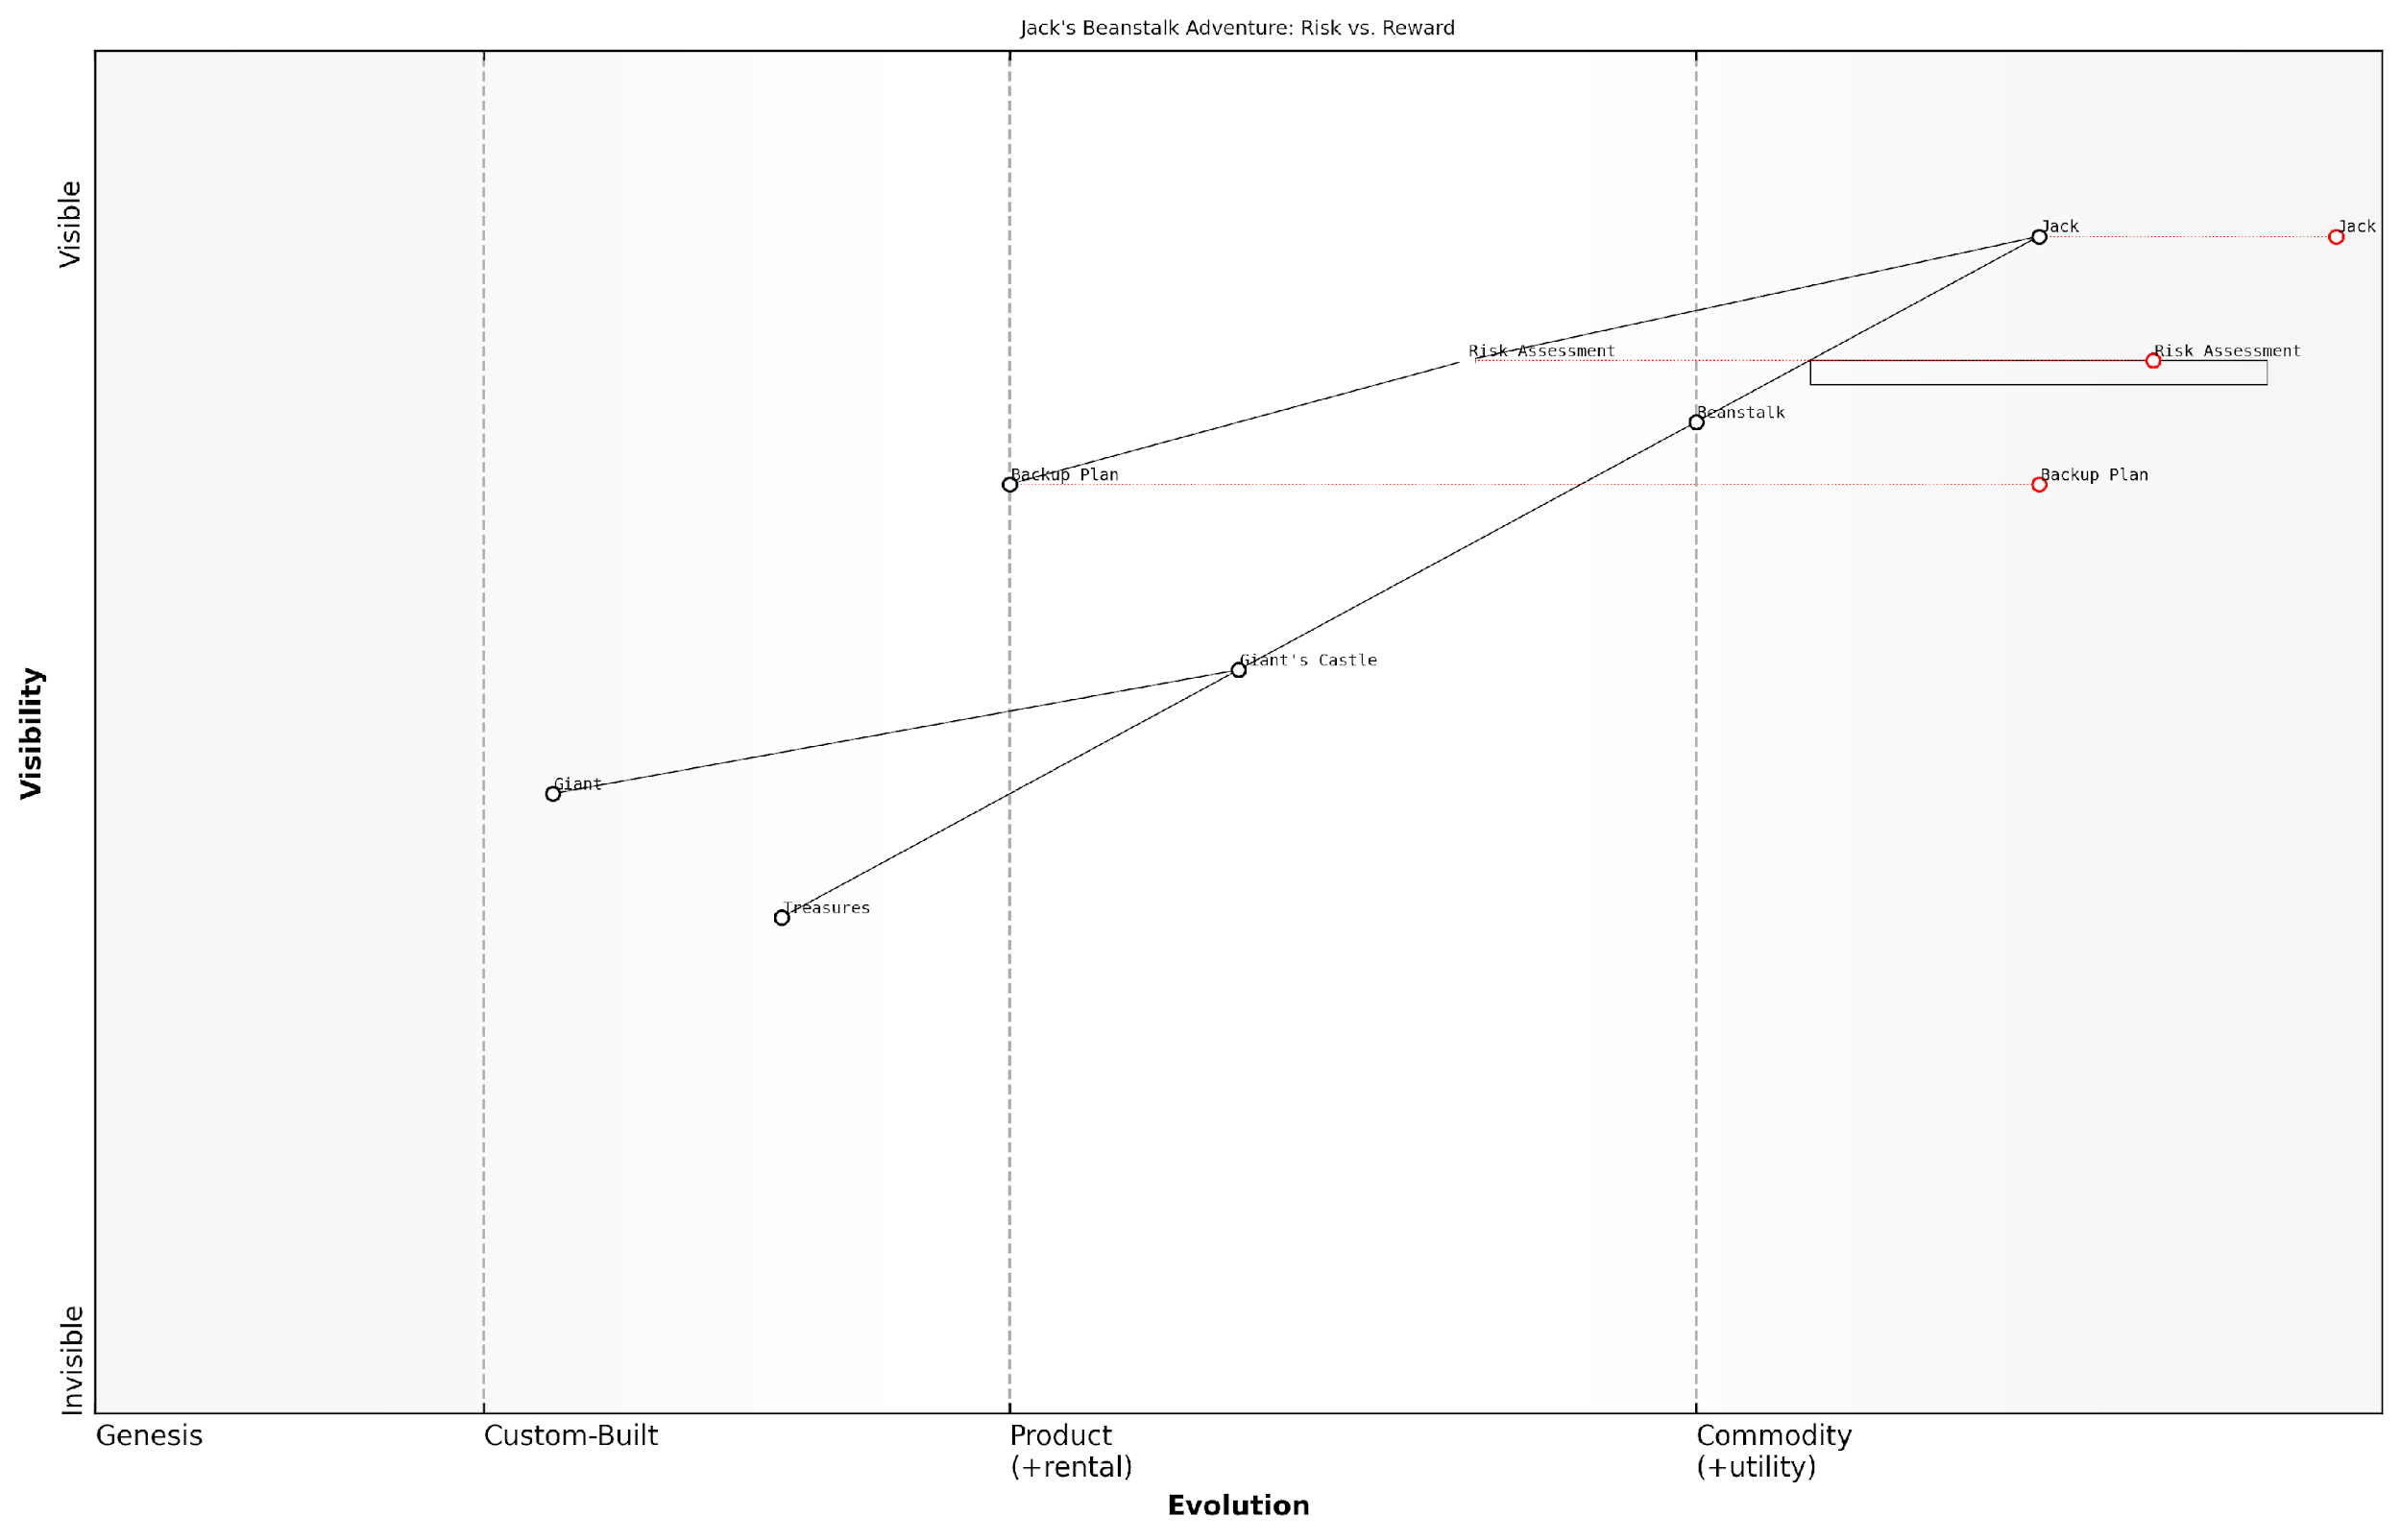 Jack's Beanstalk Adventure: Risk vs. Reward
Visible
Jack
Jack
Risk Assessment
Risk Assessment
Beanstalk
Backup Plan
Backup Plan
Giant's Castle
Visibility
Giant
Treasures
Invisible
Genesis
Custom-Built
Product
(+rental)
Commodity
(+utility)
Evolution